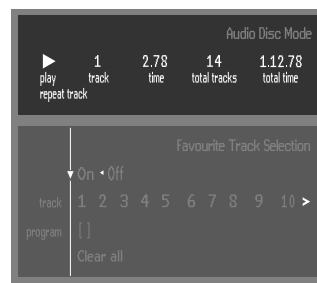 Audio Disc Mode
1 2.78 14 1.12.78
play track time total tracks total time
repeat track
Favourite Track Selection
On Off
track 1 2 3 4 5 6 7 8 9 10 >
program [ ]
Clear all